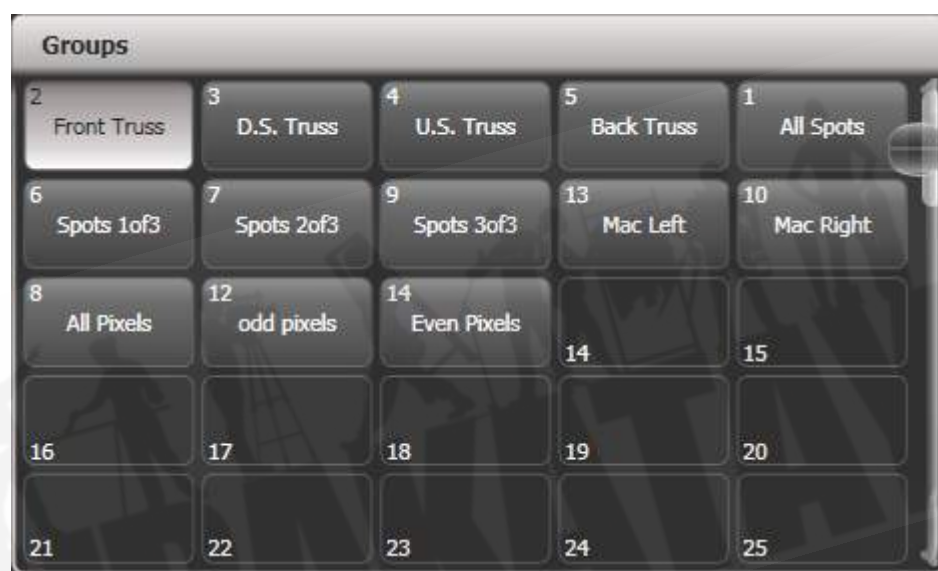 Groups
2 Front Truss
3 D.S. Truss
4 U.S. Truss
5 Back Truss
1 All Spots
6 Spots 1of3
7 Spots 2of3
9 Spots 3of3
13 Mac Left
10 Mac Right
8 All Pixels
12 odd pixels
14 Even Pixels
14
15
16
17
18
19
20
21
22
23
24
25